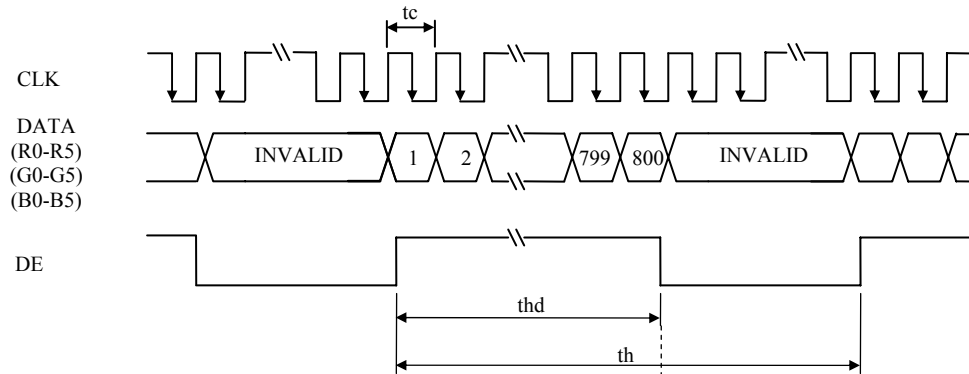 tc
CLK
DATA
(R0-R5)
(G0-G5)
(B0-B5)
INVALID 1 2 799 800 INVALID
DE
thd
th